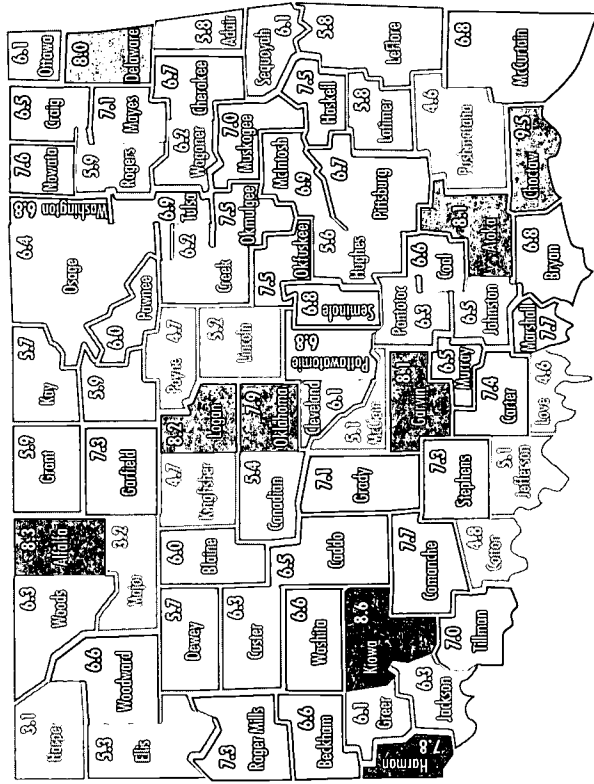 3.1
Harper
6.3
Woods
8.3
Alfalfa
5.9
Grant
5.7
Kay
6.4
Osage
6.8
Washington
7.6
Nowata
6.5
Craig
6.1
Ottawa
6.6
Woodward
5.3
Ellis
3.2
Major
7.3
Garfield
5.9
6.0
Pawnee
5.9
Rogers
7.1
Mayes
8.0
Delaware
7.3
Roger Mills
5.7
Dewey
6.0
Blaine
4.7
Kingfisher
8.2
Logan
4.7
Payne
6.2
Creek
6.9
Tulsa
6.2
Wagoner
6.7
Cherokee
5.8
Adair
6.3
Custer
5.4
Canadian
7.9
Oklahoma
5.2
Lincoln
7.5
Okmulgee
7.0
Muskogee
6.1
Sequoyah
6.6
Beckham
6.6
Washita
6.5
Caddo
7.1
Grady
6.1
Cleveland
5.1
McClain
6.8
Pottawatomie
6.8
Seminole
7.5
Okfuskee
6.9
McIntosh
7.5
Haskell
5.8
LeFlore
6.1
Greer
8.6
Kiowa
7.8
Harmon
7.7
Comanche
7.3
Stephens
8.1
Garvin
6.3
Pontotoc
5.6
Hughes
6.7
Pittsburg
5.8
Latimer
6.3
Jackson
7.0
Tillman
4.8
Cotton
5.1
Jefferson
7.4
Carter
6.5
Murray
6.5
Johnston
6.6
Coal
8.1
Atoka
4.6
Pushmataha
6.8
McCurtain
4.6
Love
7.7
Marshall
6.8
Bryan
9.5
Choctaw